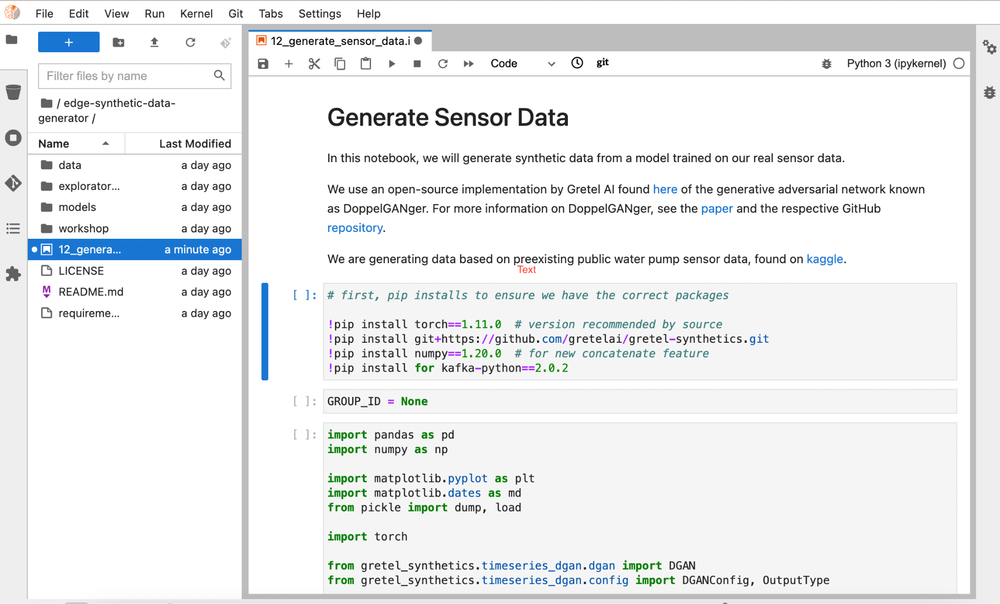 File Edit View Run Kernel Git Tabs Settings Help
+
Filter files by name
/ edge-synthetic-data-
generator /
Name Last Modified
data a day ago
explorator... a day ago
models a day ago
workshop a day ago
12_genera... a minute ago
LICENSE a day ago
README.md a day ago
requireme... a day ago
12_generate_sensor_data.i
Code git Python 3 (ipykernel)
Generate Sensor Data
In this notebook, we will generate synthetic data from a model trained on our real sensor data.
We use an open-source implementation by Gretel AI found here of the generative adversarial network known
as DoppelGANger. For more information on DoppelGANger, see the paper and the respective GitHub
repository.
We are generating data based on preexisting public water pump sensor data, found on kaggle.
Text
[ ]: # first, pip installs to ensure we have the correct packages
!pip install torch==1.11.0 # version recommended by source
!pip install git+https://github.com/gretelai/gretel-synthetics.git
!pip install numpy==1.20.0 # for new concatenate feature
!pip install for kafka-python==2.0.2
[ ]: GROUP_ID = None
[ ]: import pandas as pd
import numpy as np
import matplotlib.pyplot as plt
import matplotlib.dates as md
from pickle import dump, load
import torch
from gretel_synthetics.timeseries_dgan.dgan import DGAN
from gretel_synthetics.timeseries_dgan.config import DGANConfig, OutputType